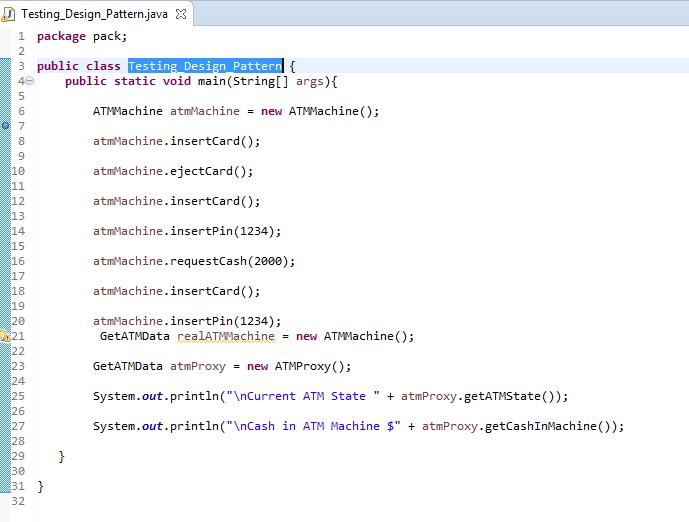 Testing_Design_Pattern.java
1 package pack;
2
3 public class Testing_Design_Pattern {
4 public static void main(String[] args){
5
6 ATMMachine atmMachine = new ATMMachine();
7
8 atmMachine.insertCard();
9
10 atmMachine.ejectCard();
11
12 atmMachine.insertCard();
13
14 atmMachine.insertPin(1234);
15
16 atmMachine.requestCash(2000);
17
18 atmMachine.insertCard();
19
20 atmMachine.insertPin(1234);
21 GetATMData realATMMachine = new ATMMachine();
22
23 GetATMData atmProxy = new ATMProxy();
24
25 System.out.println("\nCurrent ATM State " + atmProxy.getATMState());
26
27 System.out.println("\nCash in ATM Machine $" + atmProxy.getCashInMachine());
28
29 }
30
31 }
32